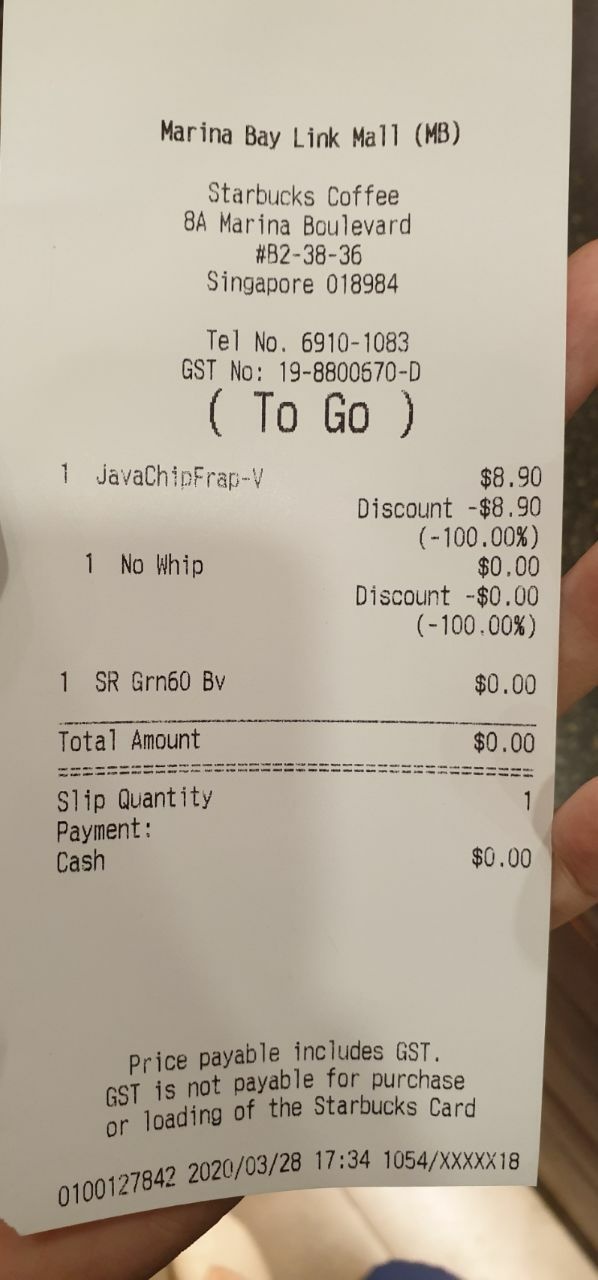 Marina Bay Link Mall (MB)
Starbucks Coffee
8A Marina Boulevard
#B2-38-36
Singapore 018984
Tel No. 6910-1083
GST No: 19-8800670-D
( To Go )
1 JavaChipFrap-V $8.90
Discount -$8.90
(-100.00%)
1 No Whip $0.00
Discount -$0.00
(-100.00%)
1 SR Grn60 Bv $0.00
Total Amount $0.00
Slip Quantity 1
Payment:
Cash $0.00
Price payable includes GST.
GST is not payable for purchase
or loading of the Starbucks Card
0100127842 2020/03/28 17:34 1054/XXXXX18